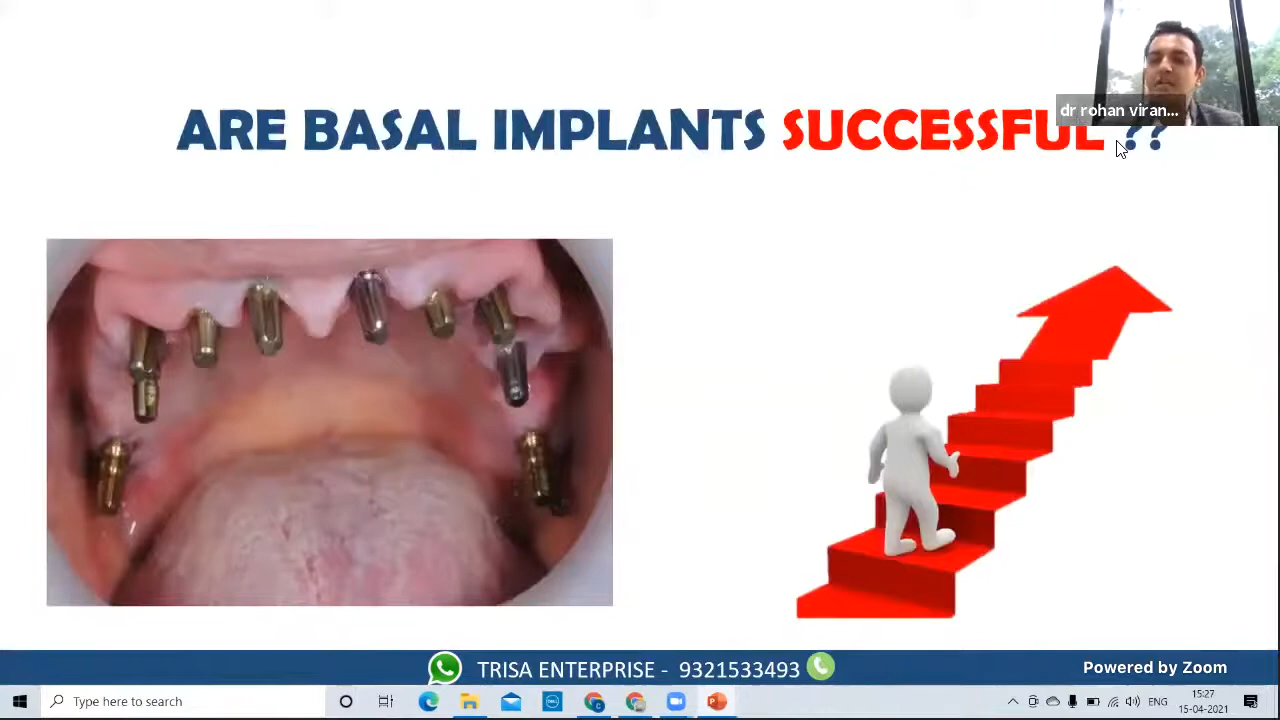 dr rohan viran...
ARE BASAL IMPLANTS SUCCESSFUL ??
TRISA ENTERPRISE - 9321533493
Powered by Zoom
Type here to search
ENG
15:27
15-04-2021